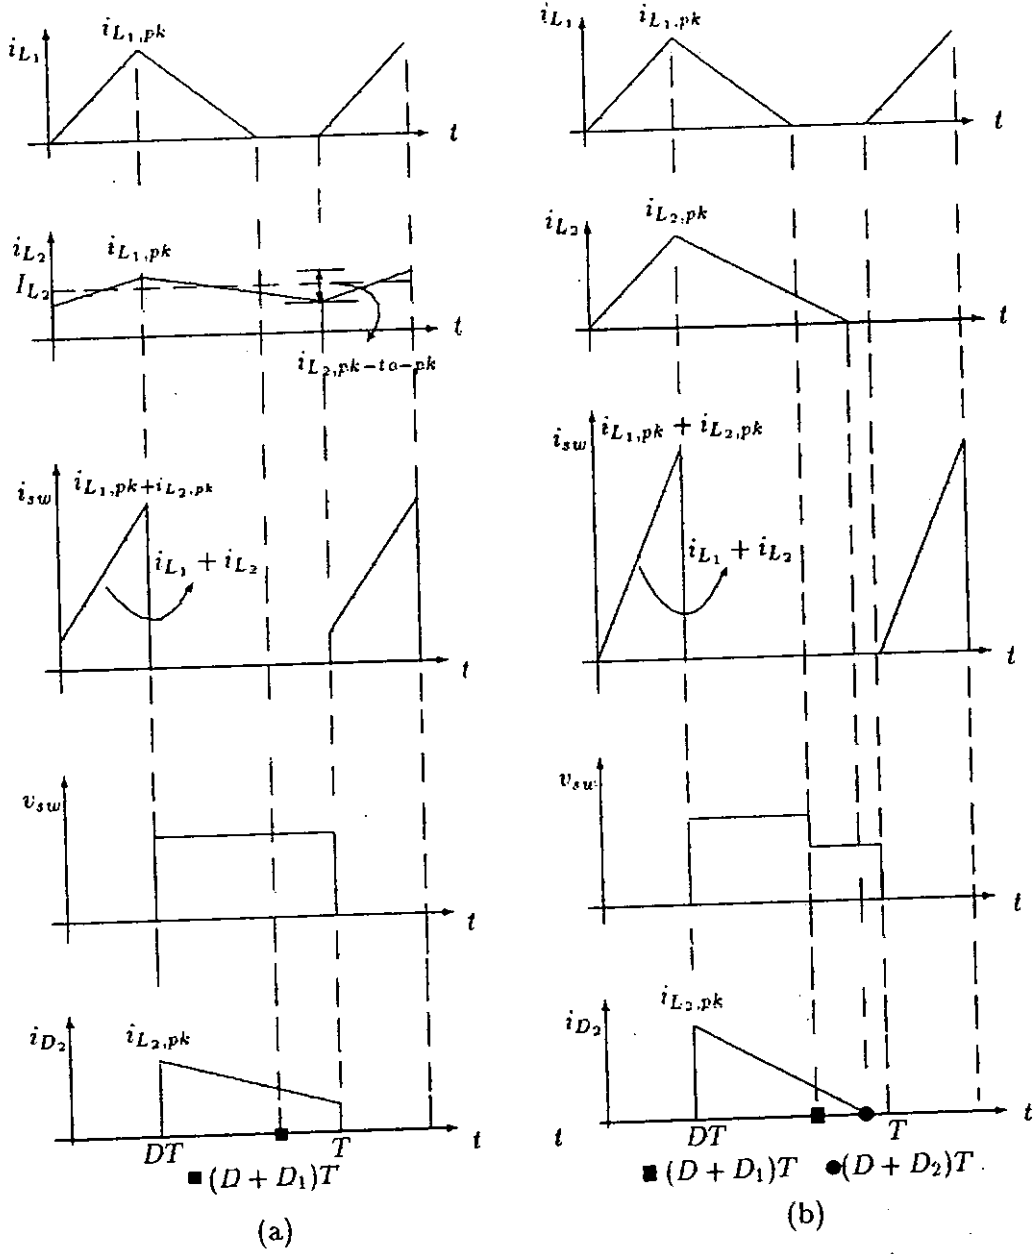 i_{L_1}
i_{L_1,pk}
t
i_{L_2}
i_{L_1,pk}
I_{L_2}
t
i_{L_2,pk-to-pk}
i_{sw}
i_{L_1,pk+i_{L_2,pk}}
i_{L_1} + i_{L_2}
t
v_{sw}
t
i_{D_2}
i_{L_2,pk}
t
DT
T
■ (D + D_1)T
(a)
i_{L_1}
i_{L_1,pk}
t
i_{L_2}
i_{L_2,pk}
t
i_{sw}
i_{L_1,pk} + i_{L_2,pk}
i_{L_1} + i_{L_2}
t
v_{sw}
t
i_{D_2}
i_{L_2,pk}
t
t
DT
T
■ (D + D_1)T ●(D + D_2)T
(b)